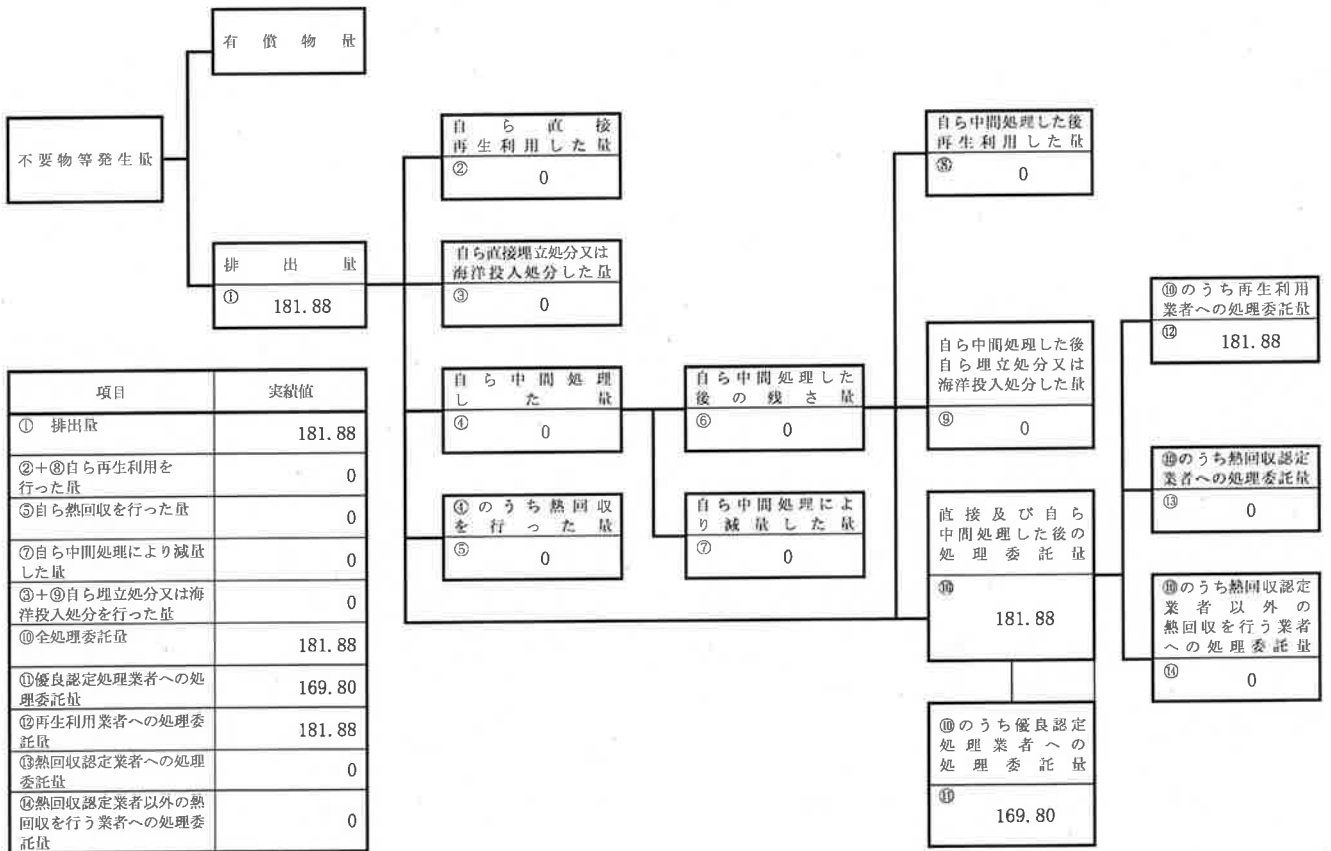 有償物量
不要物等発生量
排出量
① 181.88
自ら直接
再生利用した量
② 0
自ら直接埋立処分又は
海洋投入処分した量
③ 0
自ら中間処理
した量
④ 0
④のうち熱回収
を行った量
⑤ 0
自ら中間処理した
後の残さ量
⑥ 0
自ら中間処理によ
り減量した量
⑦ 0
自ら中間処理した後
再生利用した量
⑧ 0
自ら中間処理した後
自ら埋立処分又は
海洋投入処分した量
⑨ 0
直接及び自ら
中間処理した後の
処理委託量
⑩
181.88
⑩のうち優良認定
処理業者への
処理委託量
⑪
169.80
⑩のうち再生利用
業者への処理委託量
⑫ 181.88
⑩のうち熱回収認定
業者への処理委託量
⑬ 0
⑩のうち熱回収認定
業者以外の
熱回収を行う業者
への処理委託量
⑭ 0
項目 実績値
① 排出量 181.88
②+⑧自ら再生利用を
行った量 0
⑤自ら熱回収を行った量 0
⑦自ら中間処理により減量
した量 0
③+⑨自ら埋立処分又は海
洋投入処分を行った量 0
⑩全処理委託量 181.88
⑪優良認定処理業者への処
理委託量 169.80
⑫再生利用業者への処理委
託量 181.88
⑬熱回収認定業者への処理
委託量 0
⑭熱回収認定業者以外の熱
回収を行う業者への処理委
託量 0